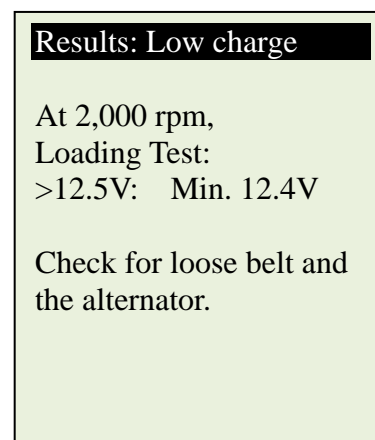 Results: Low charge
At 2,000 rpm,
Loading Test:
>12.5V: Min. 12.4V
Check for loose belt and
the alternator.